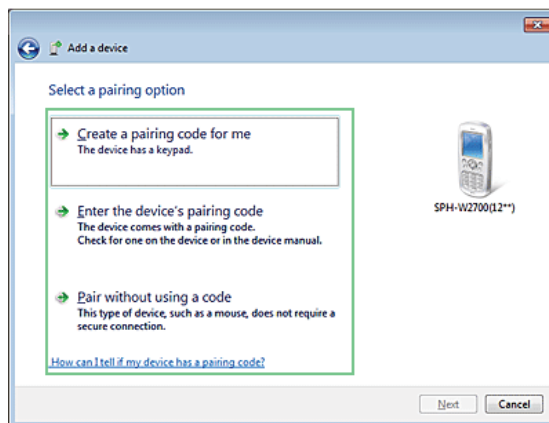 Add a device
Select a pairing option
Create a pairing code for me
The device has a keypad.
Enter the device's pairing code
The device comes with a pairing code.
Check for one on the device or in the device manual.
Pair without using a code
This type of device, such as a mouse, does not require a
secure connection.
How can I tell if my device has a pairing code?
SPH-W2700(12**)
Next
Cancel